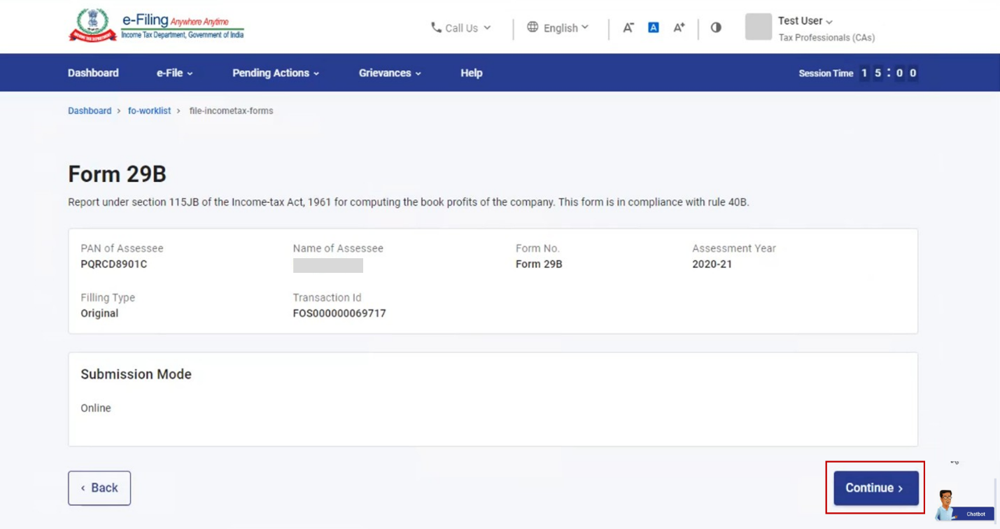 e-Filing Anywhere Anytime
Income Tax Department, Government of India
Call Us
English
A-
A
A+
Test User
Tax Professionals (CAs)
Dashboard e-File Pending Actions Grievances Help Session Time 1 5 : 0 0
Dashboard > fo-worklist > file-incometax-forms
Form 29B
Report under section 115JB of the Income-tax Act, 1961 for computing the book profits of the company. This form is in compliance with rule 40B.
PAN of Assessee Name of Assessee Form No. Assessment Year
PQRCD8901C Form 29B 2020-21
Filling Type Transaction Id
Original FOS000000069717
Submission Mode
Online
‹ Back
Continue ›
Chatbot